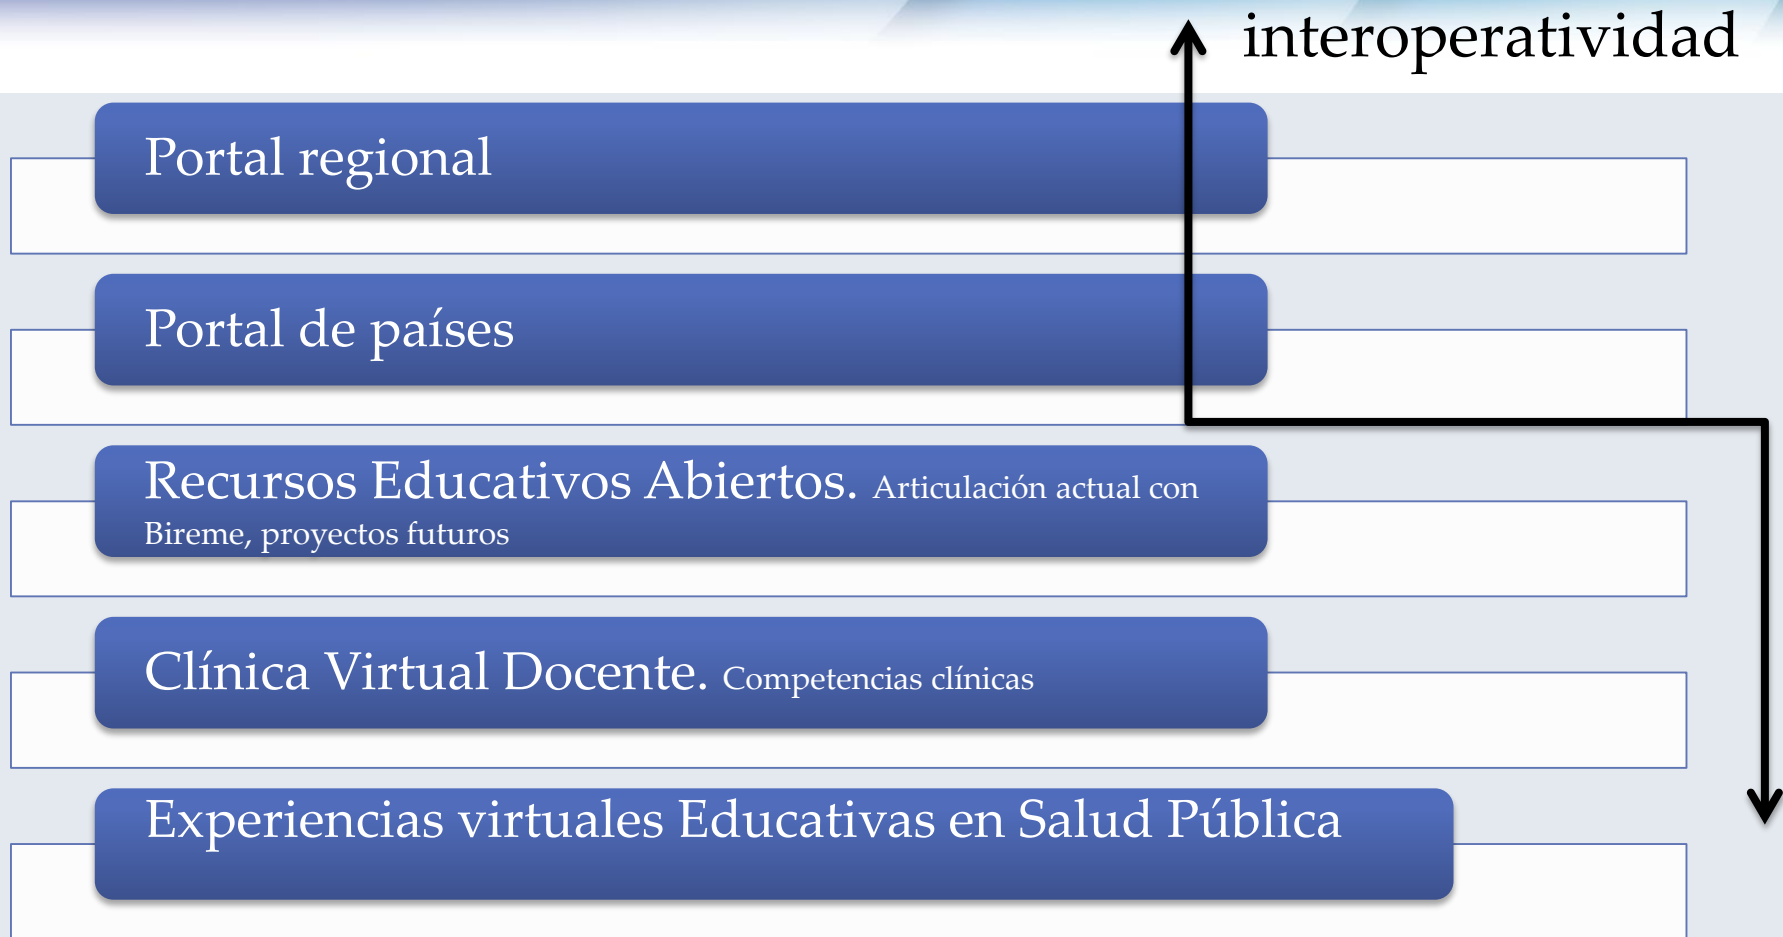 interoperatividad
Portal regional
Portal de países
Recursos Educativos Abiertos. Articulación actual con
Bireme, proyectos futuros
Clínica Virtual Docente. Competencias clínicas
Experiencias virtuales Educativas en Salud Pública